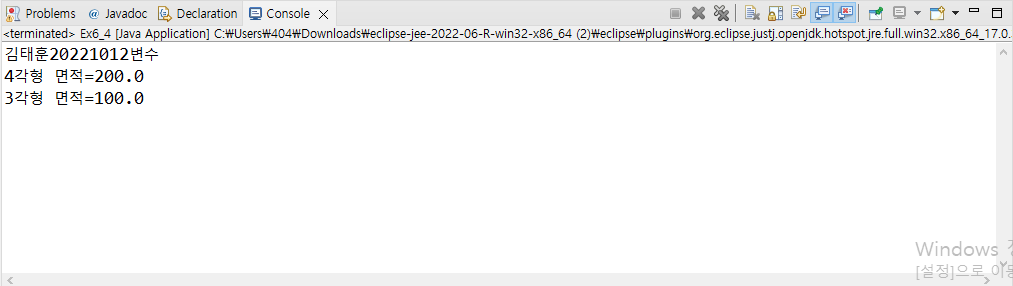 Problems @ Javadoc Declaration Console
<terminated> Ex6_4 [Java Application] C:₩Users₩404₩Downloads₩eclipse-jee-2022-06-R-win32-x86_64 (2)₩eclipse₩plugins₩org.eclipse.justj.openjdk.hotspot.jre.full.win32.x86_64_17.0.
김태훈20221012변수
4각형 면적=200.0
3각형 면적=100.0
Windows
[설정]으로